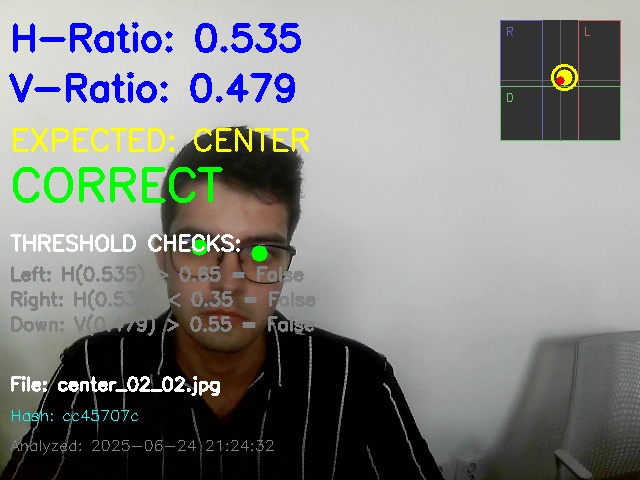 H-Ratio: 0.535
V-Ratio: 0.479
EXPECTED: CENTER
CORRECT
THRESHOLD CHECKS:
Left: H(0.535) > 0.65 = False
Right: H(0.535) < 0.35 = False
Down: V(0.479) > 0.55 = False
File: center_02_02.jpg
Hash: cc45707c
Analyzed: 2025-06-24 21:24:32
R
L
D